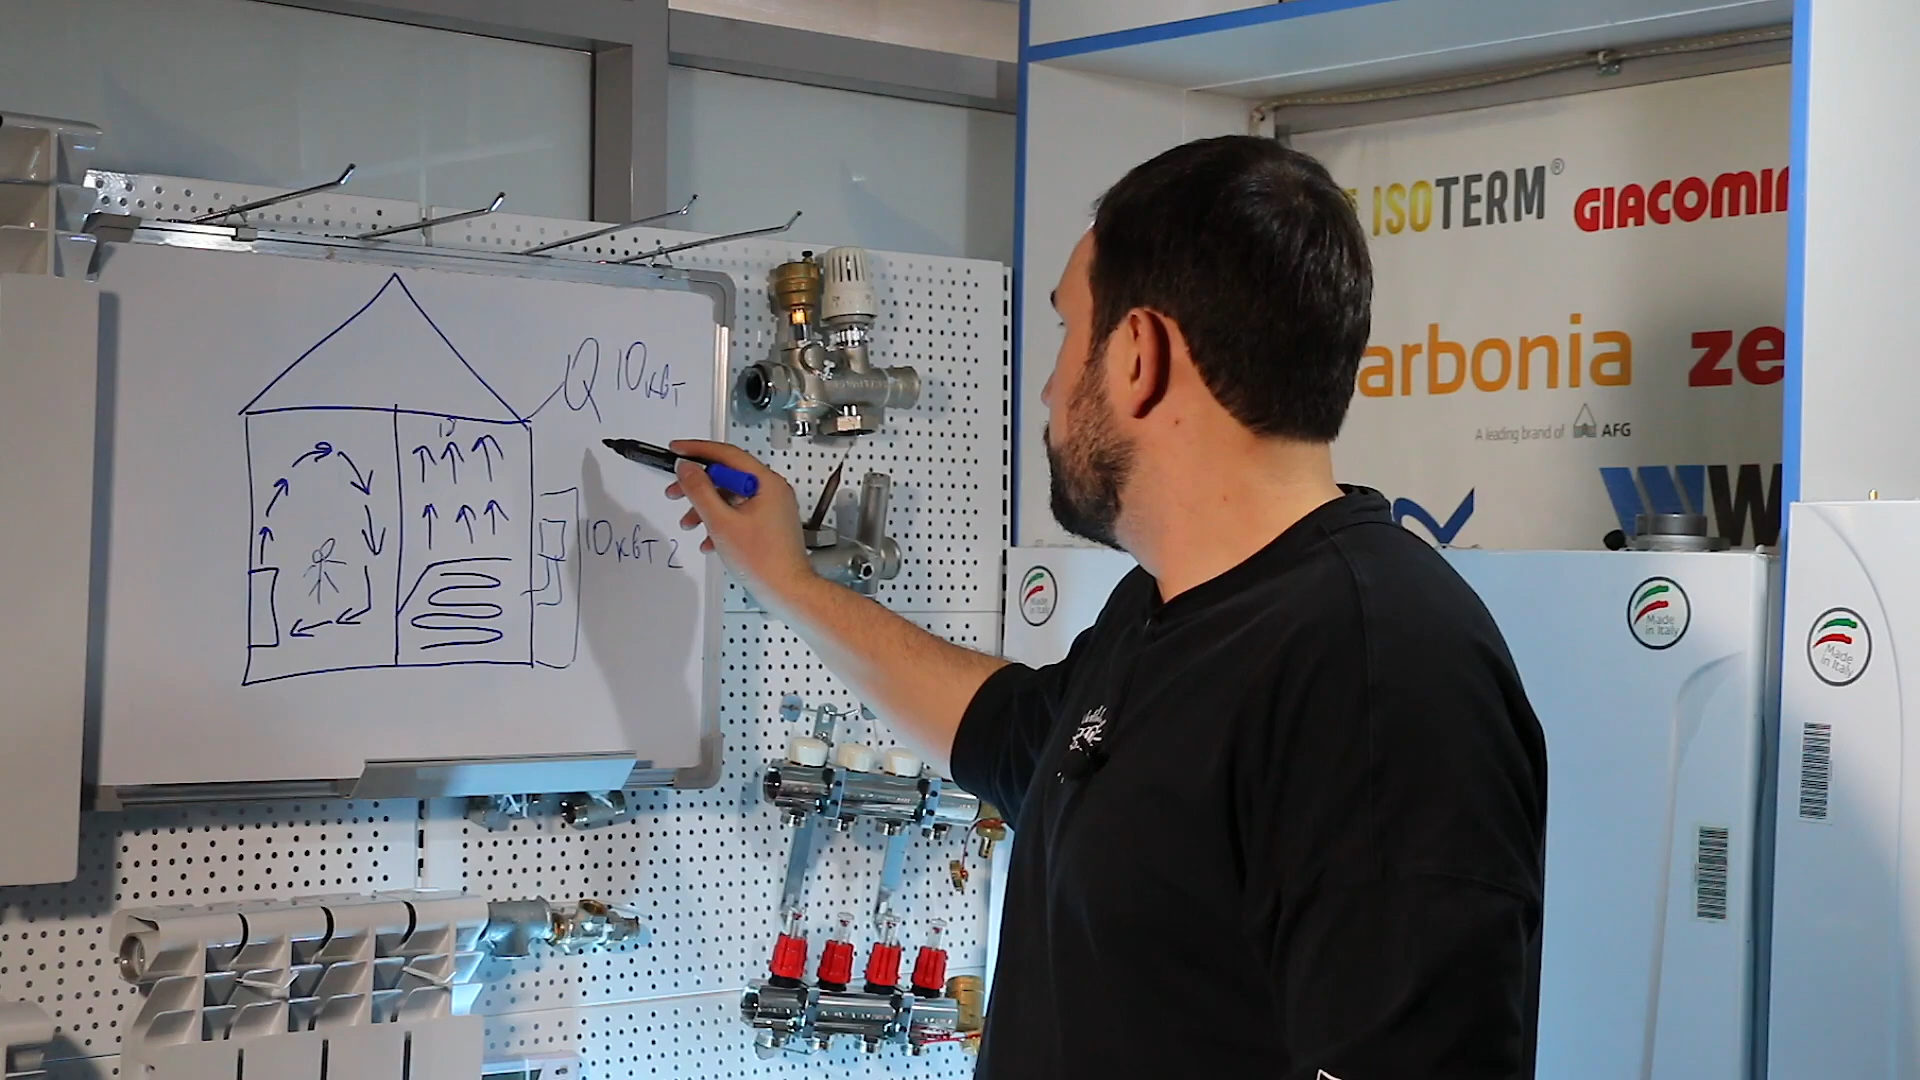 Q 10квт
10квт 2
ISOTERM®
GIACOMIN
arbonia
ze
A leading brand of AFG
W
Made in Italy
Made in Italy
Made in Italy